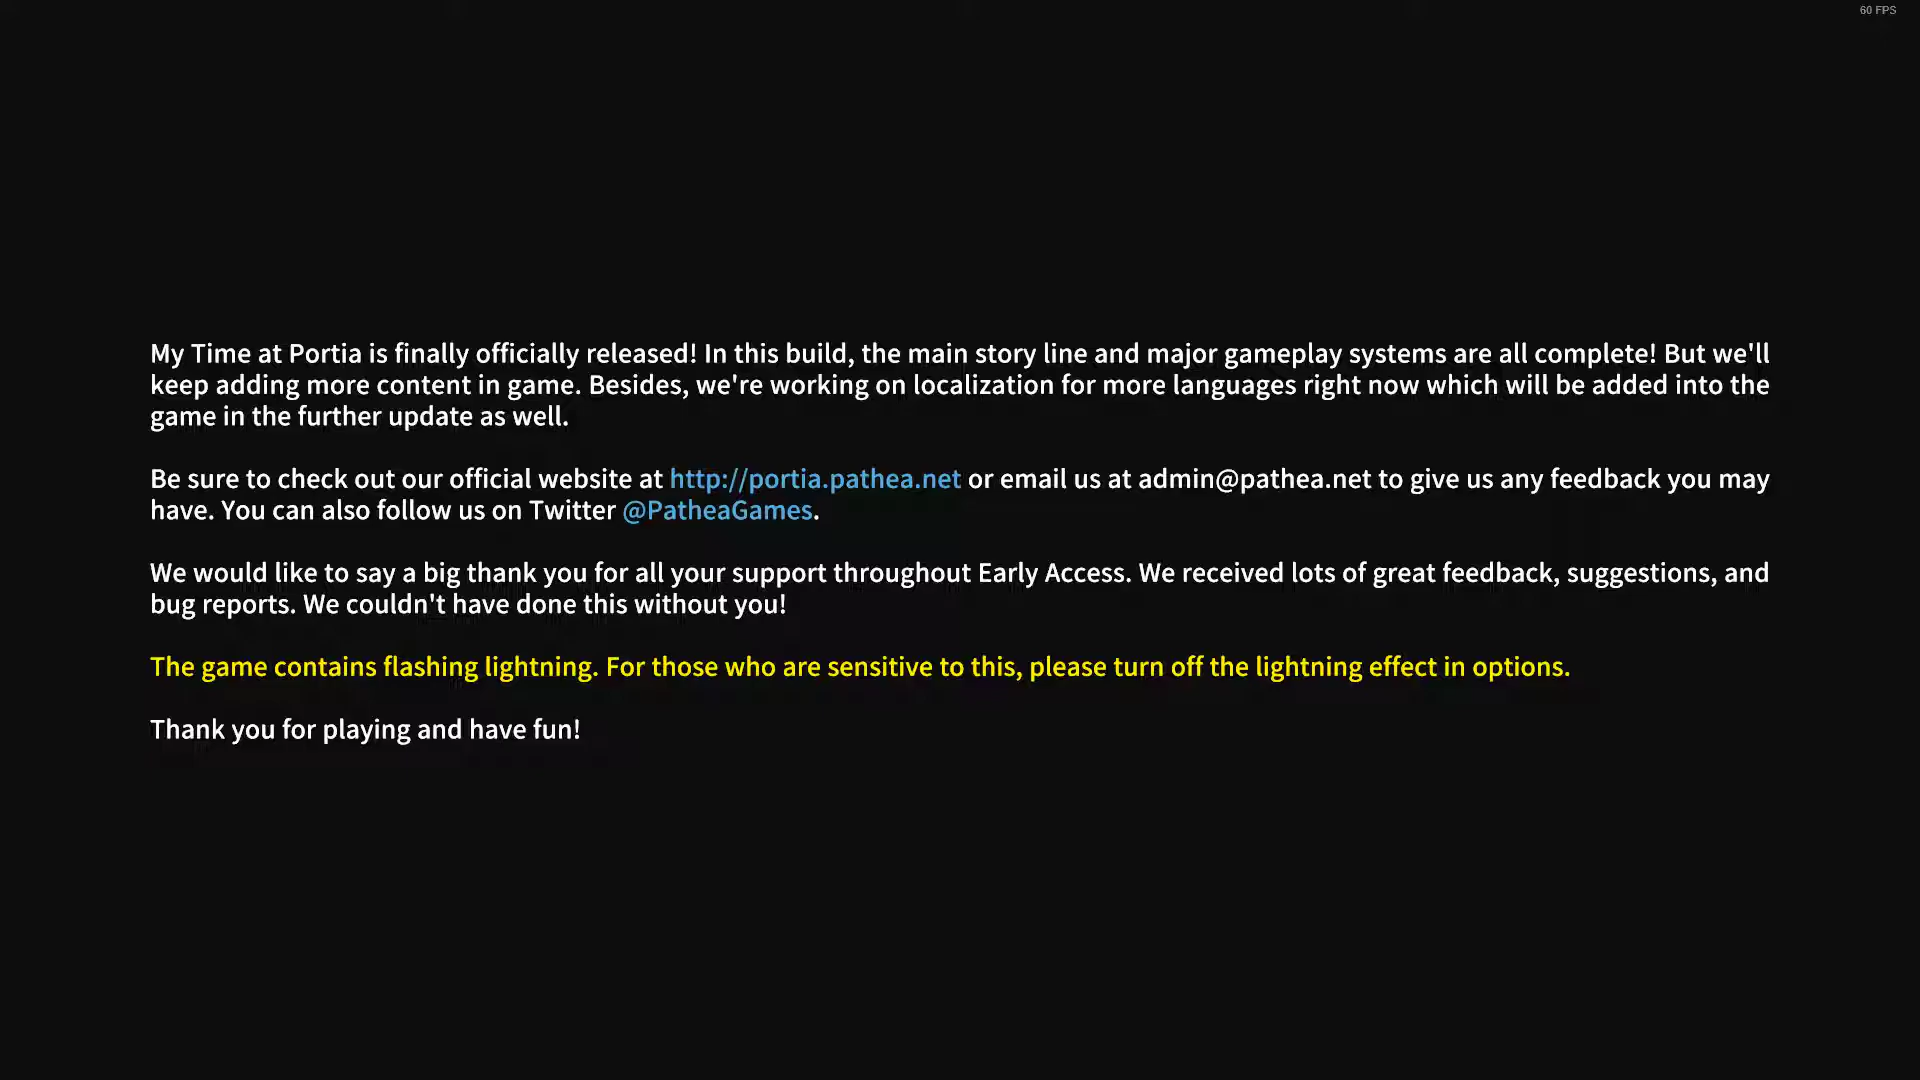 60 FPS
My Time at Portia is finally officially released! In this build, the main story line and major gameplay systems are all complete! But we'll
keep adding more content in game. Besides, we're working on localization for more languages right now which will be added into the
game in the further update as well.
Be sure to check out our official website at http://portia.pathea.net or email us at admin@pathea.net to give us any feedback you may
have. You can also follow us on Twitter @PatheaGames.
We would like to say a big thank you for all your support throughout Early Access. We received lots of great feedback, suggestions, and
bug reports. We couldn't have done this without you!
The game contains flashing lightning. For those who are sensitive to this, please turn off the lightning effect in options.
Thank you for playing and have fun!